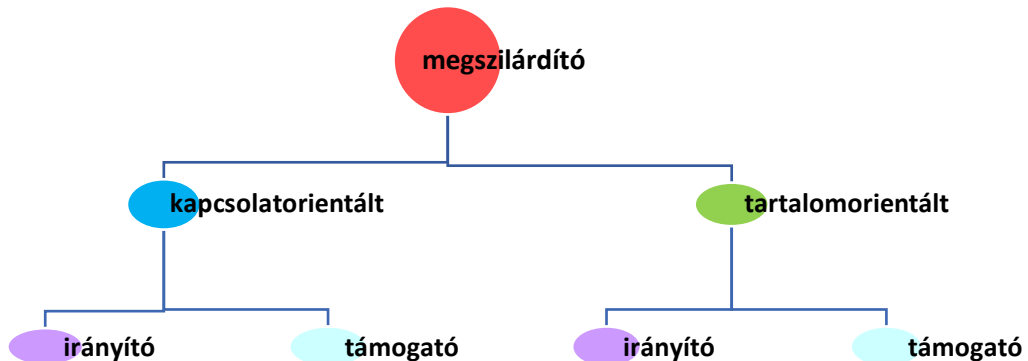 megszilárdító
kapcsolatorientált
tartalomorientált
irányító
támogató
irányító
támogató